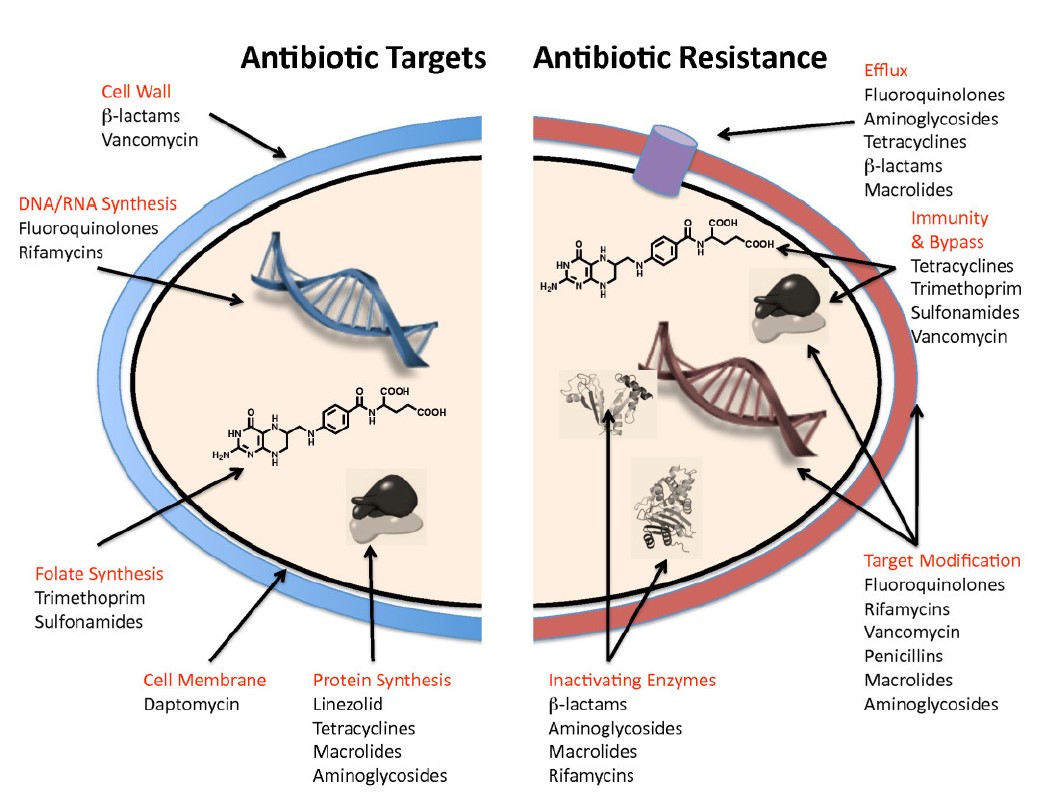 Antibiotic Targets
Cell Wall
β-lactams
Vancomycin
DNA/RNA Synthesis
Fluoroquinolones
Rifamycins
O
COOH
N
H
COOH
O
HN
H
N
N
H
H₂N
N
N
H
Folate Synthesis
Trimethoprim
Sulfonamides
Cell Membrane
Daptomycin
Protein Synthesis
Linezolid
Tetracyclines
Macrolides
Aminoglycosides
Antibiotic Resistance
Efflux
Fluoroquinolones
Aminoglycosides
Tetracyclines
β-lactams
Macrolides
Immunity
& Bypass
Tetracyclines
Trimethoprim
Sulfonamides
Vancomycin
O
COOH
N
H
COOH
O
HN
H
N
N
H
H₂N
N
N
H
Target Modification
Fluoroquinolones
Rifamycins
Vancomycin
Penicillins
Macrolides
Aminoglycosides
Inactivating Enzymes
β-lactams
Aminoglycosides
Macrolides
Rifamycins